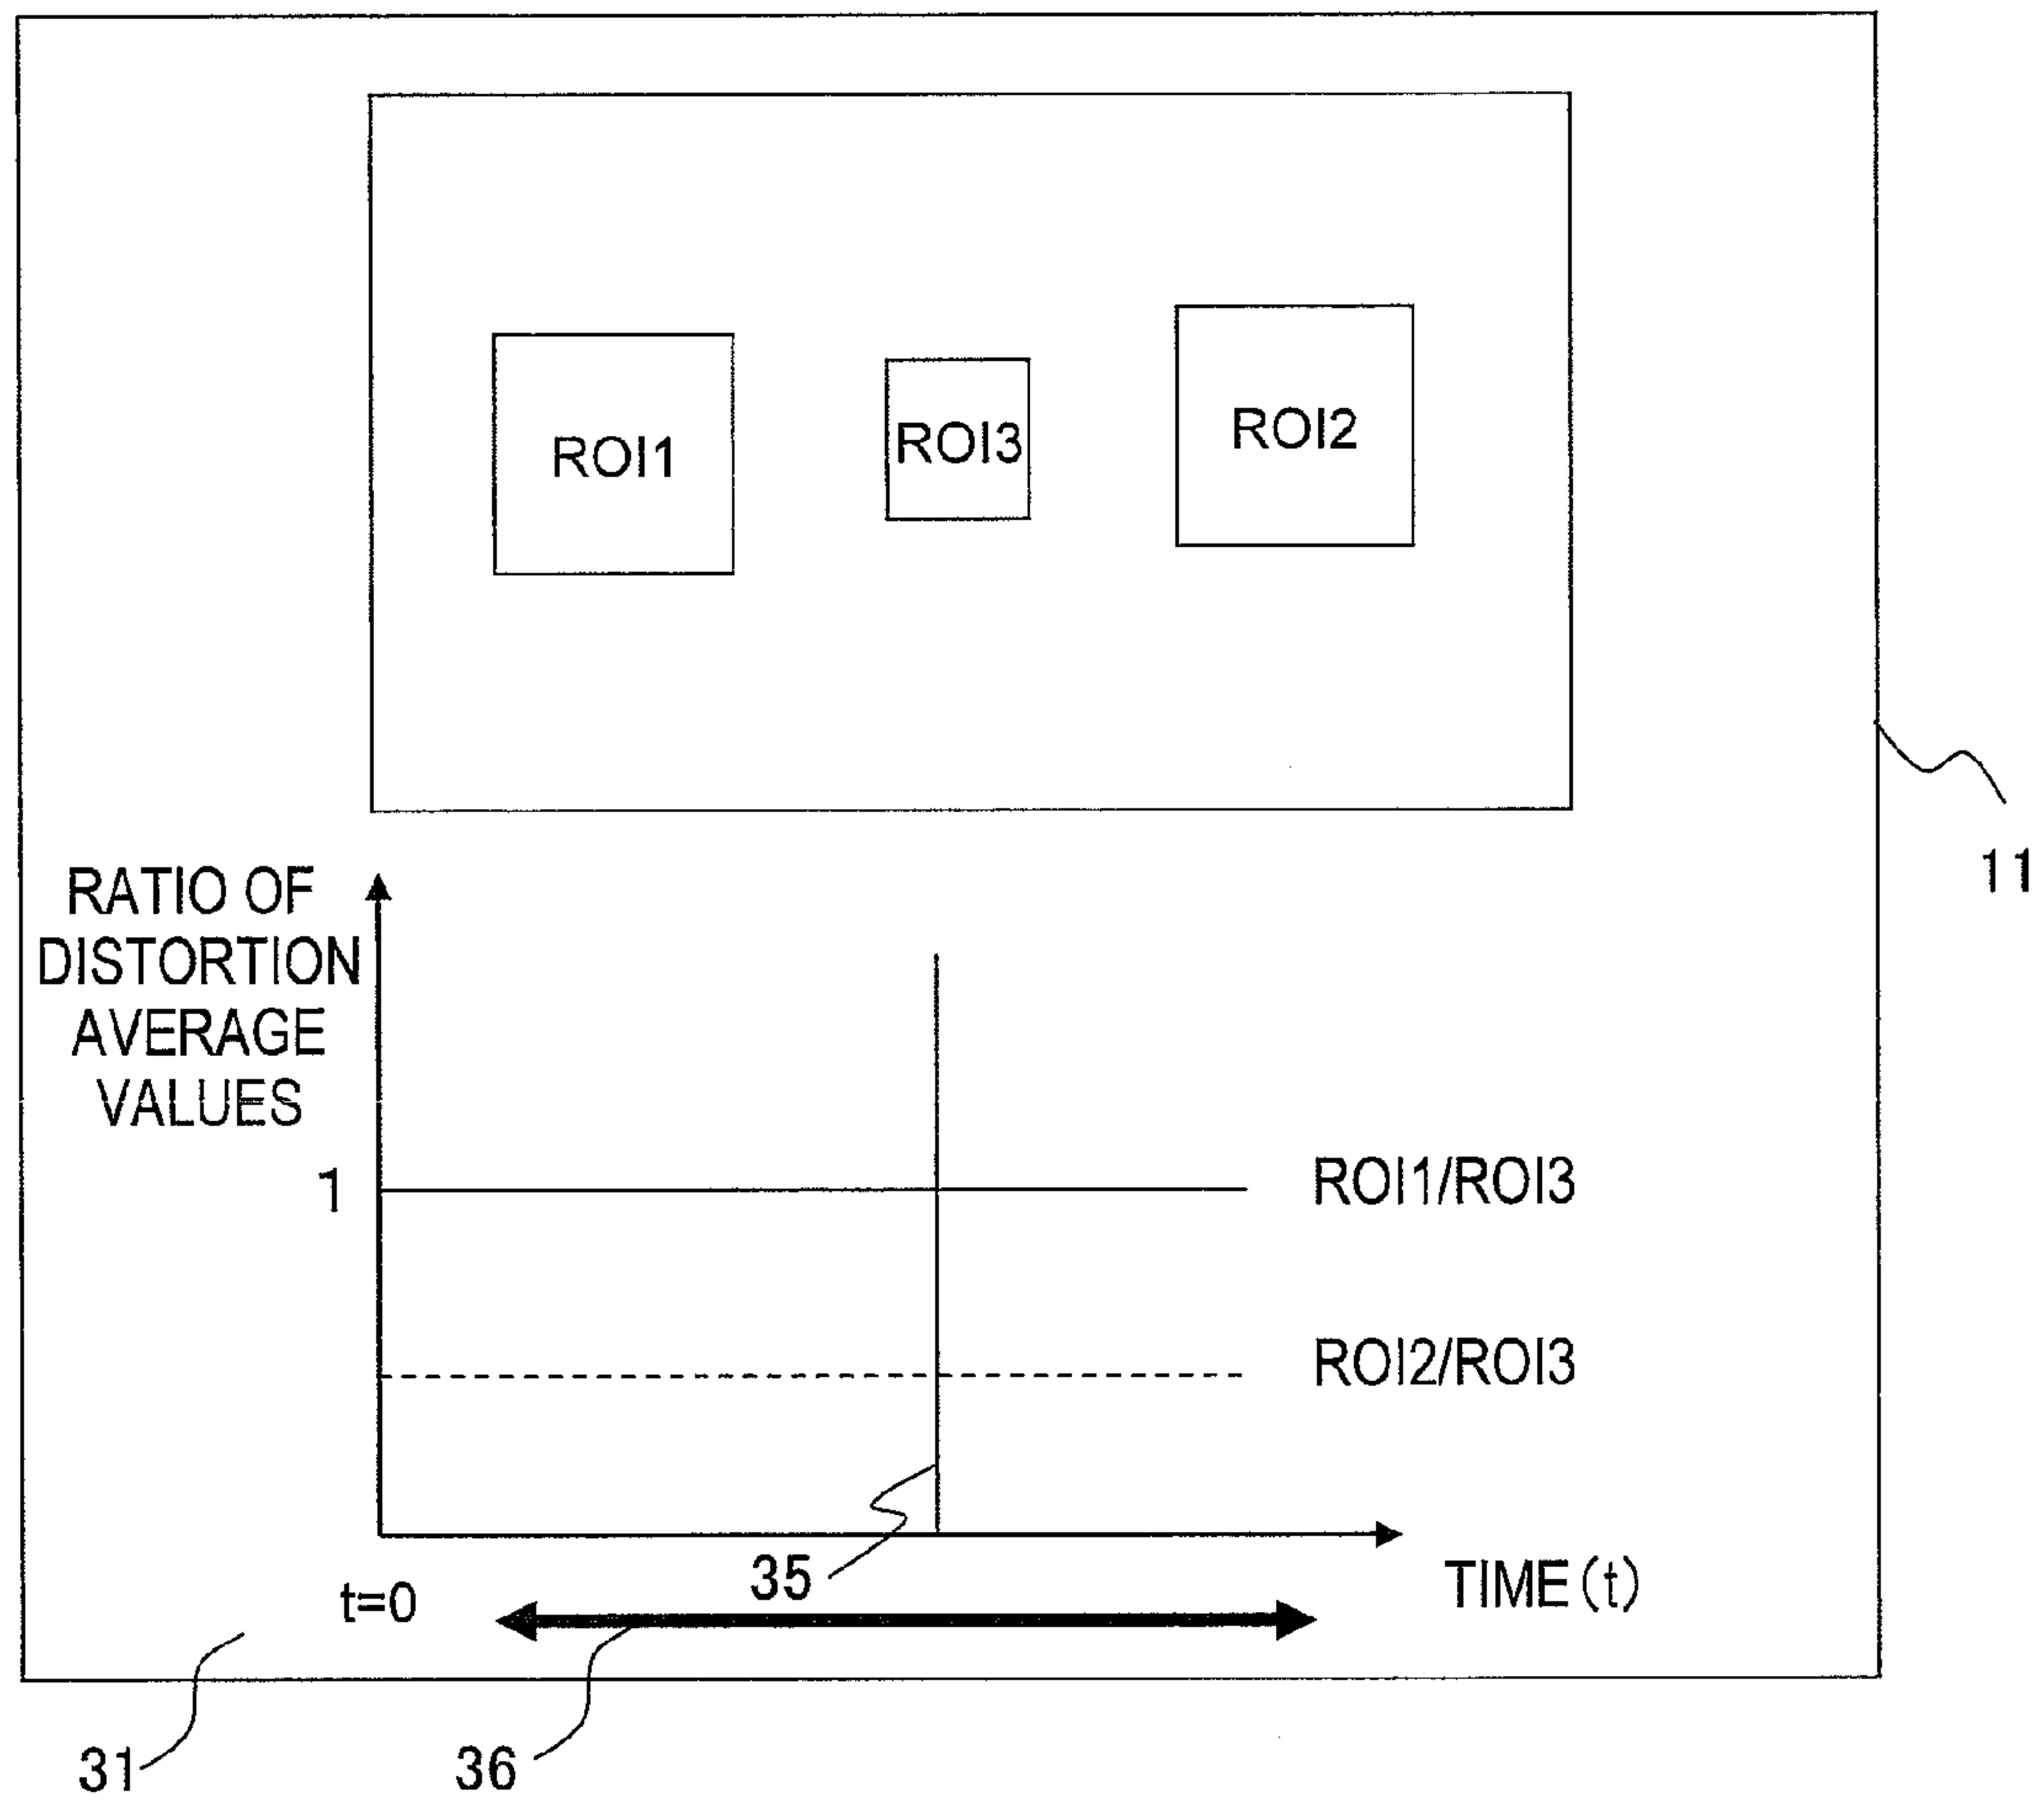 ROI1
ROI3
ROI2
11
RATIO OF
DISTORTION
AVERAGE
VALUES
1
ROI1/ROI3
ROI2/ROI3
35
t=0
TIME(t)
31
36